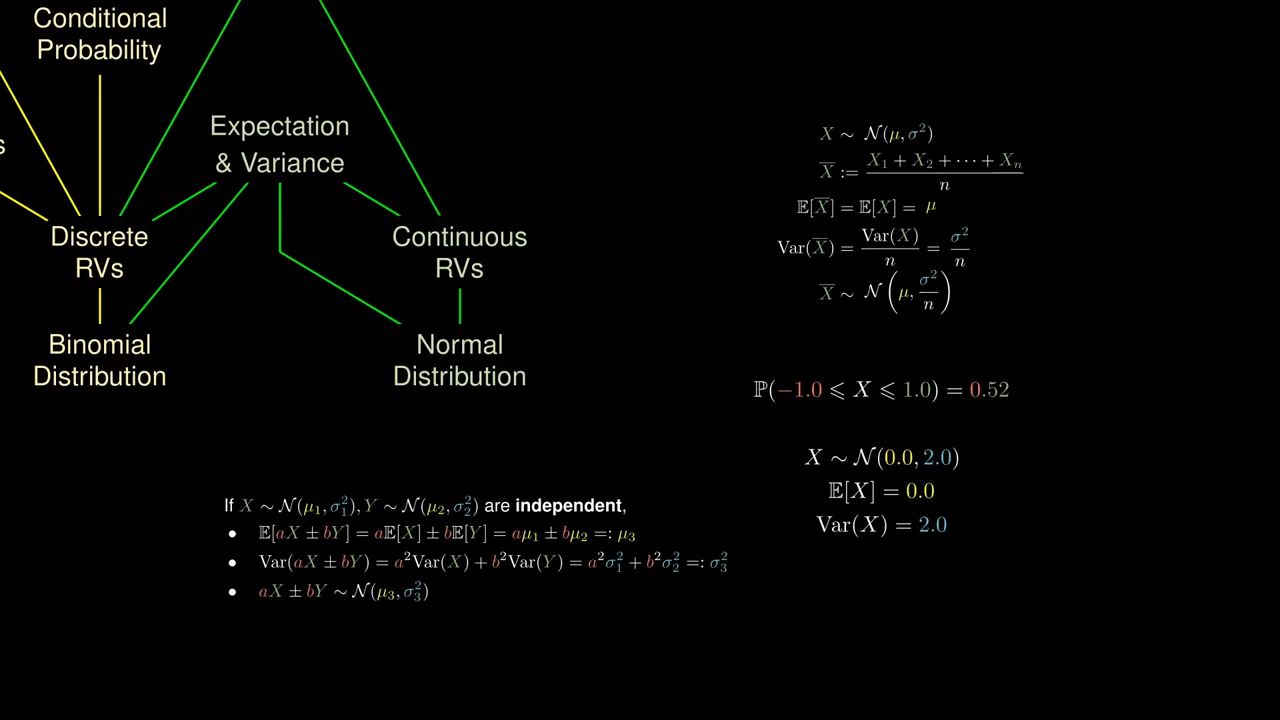 Conditional
Probability
Expectation
& Variance
s
Discrete
RVs
Continuous
RVs
Binomial
Distribution
Normal
Distribution
X ∼ 𝒩(μ, σ²)
X̅ := (X₁ + X₂ + ⋯ + Xₙ)/n
𝔼[X̅] = 𝔼[X] = μ
Var(X̅) = Var(X)/n = σ²/n
X̅ ∼ 𝒩(μ, σ²/n)
ℙ(−1.0 ⩽ X ⩽ 1.0) = 0.52
X ∼ 𝒩(0.0, 2.0)
𝔼[X] = 0.0
Var(X) = 2.0
If X ∼ 𝒩(μ₁, σ₁²), Y ∼ 𝒩(μ₂, σ₂²) are independent,
• 𝔼[aX ± bY] = a𝔼[X] ± b𝔼[Y] = aμ₁ ± bμ₂ =: μ₃
• Var(aX ± bY) = a²Var(X) + b²Var(Y) = a²σ₁² + b²σ₂² =: σ₃²
• aX ± bY ∼ 𝒩(μ₃, σ₃²)